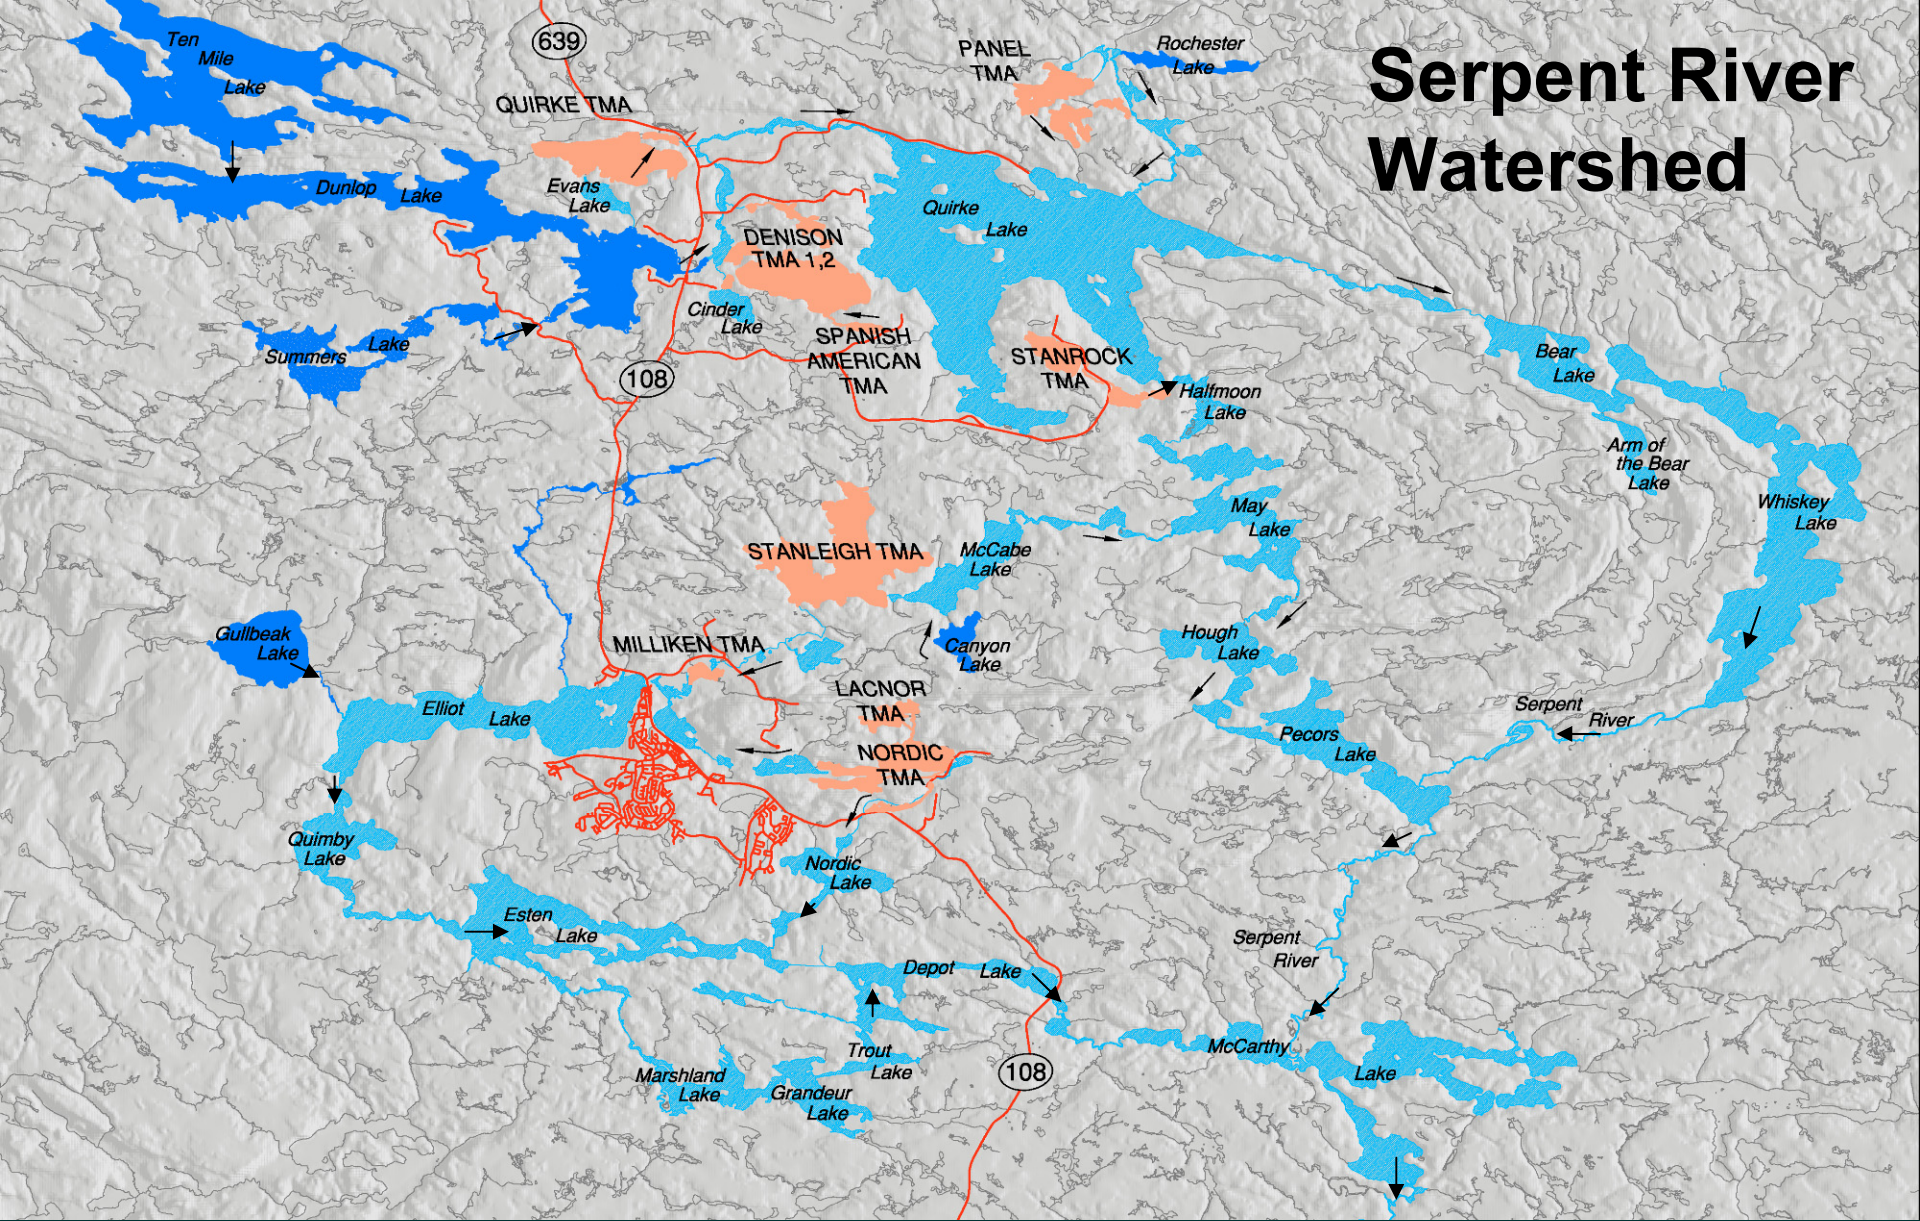 Serpent River
Watershed
Ten
Mile
Lake
639
QUIRKE TMA
PANEL
TMA
Rochester
Lake
Dunlop Lake
Evans
Lake
Quirke
Lake
DENISON
TMA 1,2
Cinder
Lake
SPANISH
AMERICAN
TMA
STANROCK
TMA
Halfmoon
Lake
Summers Lake
108
Bear
Lake
Arm of
the Bear
Lake
Whiskey
Lake
May
Lake
STANLEIGH TMA
McCabe
Lake
Gullbeak
Lake
MILLIKEN TMA
Canyon
Lake
Hough
Lake
LACNOR
TMA
Elliot Lake
NORDIC
TMA
Pecors
Lake
Serpent
River
Quimby
Lake
Nordic
Lake
Esten
Lake
Depot Lake
Serpent
River
Trout
Lake
Marshland
Lake
Grandeur
Lake
108
McCarthy
Lake